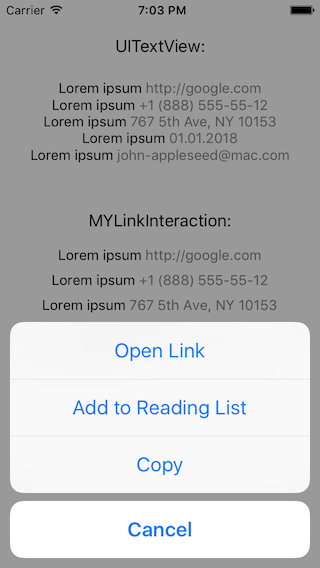 Carrier 7:03 PM
UITextView:
Lorem ipsum http://google.com
Lorem ipsum +1 (888) 555-55-12
Lorem ipsum 767 5th Ave, NY 10153
Lorem ipsum 01.01.2018
Lorem ipsum john-appleseed@mac.com
MYLinkInteraction:
Lorem ipsum http://google.com
Lorem ipsum +1 (888) 555-55-12
Lorem ipsum 767 5th Ave, NY 10153
Open Link
Add to Reading List
Copy
Cancel